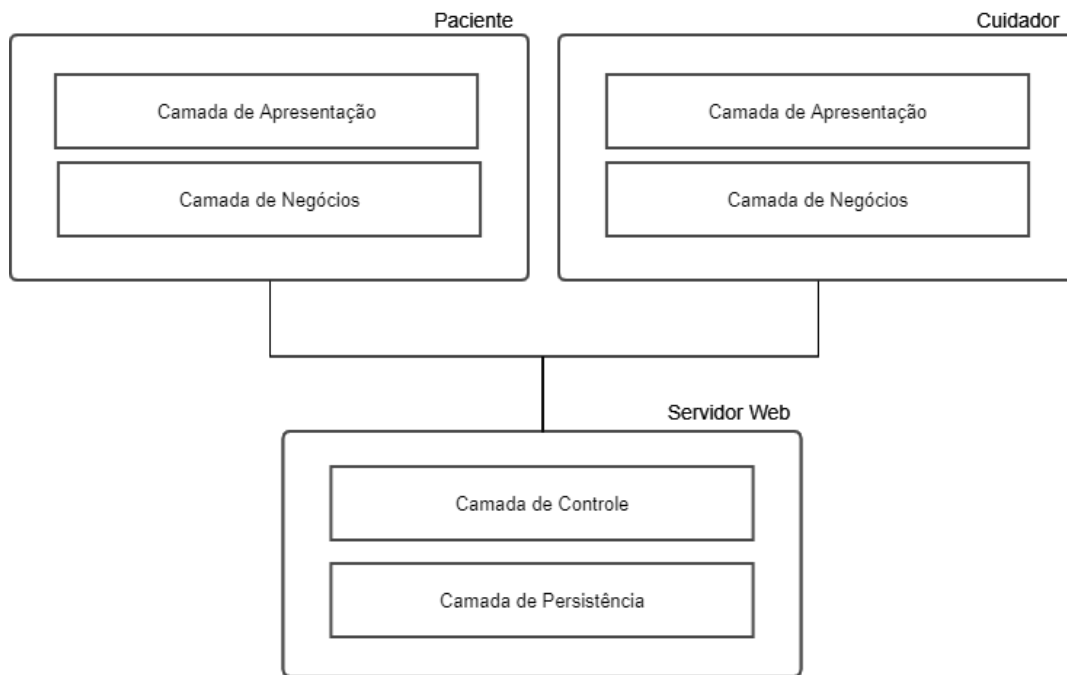 Paciente
Cuidador
Camada de Apresentação
Camada de Apresentação
Camada de Negócios
Camada de Negócios
Servidor Web
Camada de Controle
Camada de Persistência